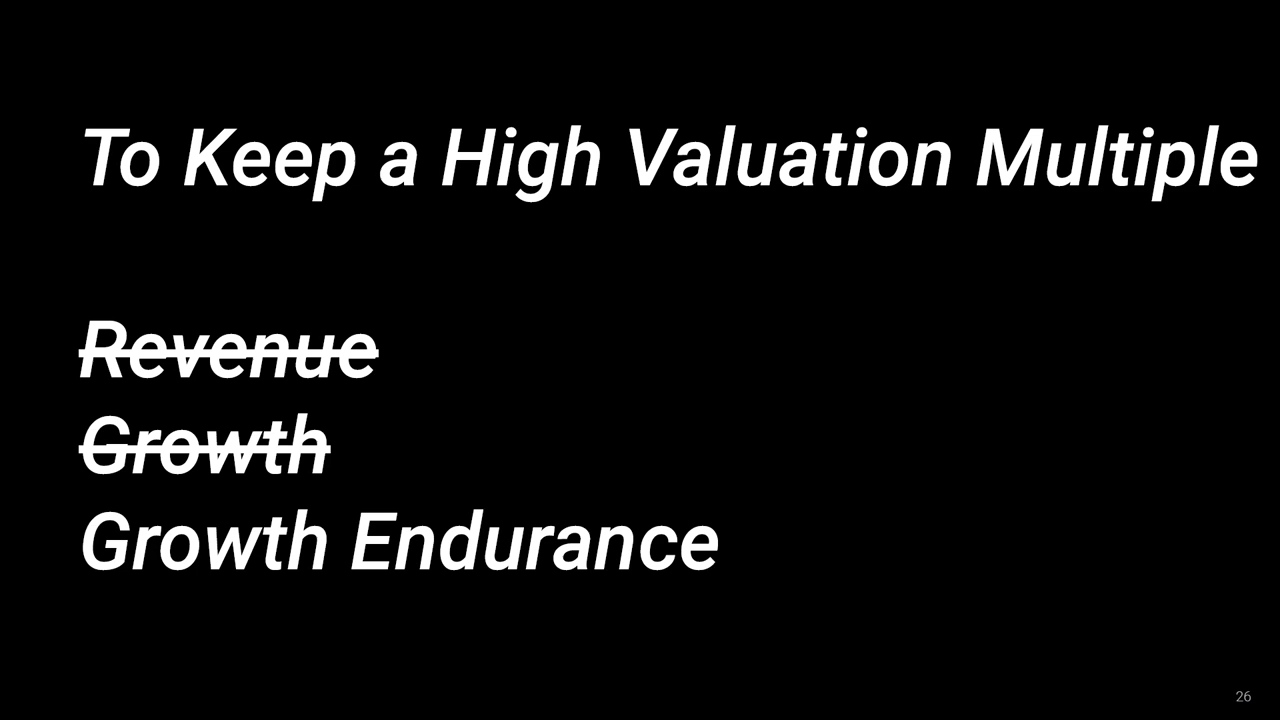 To Keep a High Valuation Multiple
Revenue
Growth
Growth Endurance
26